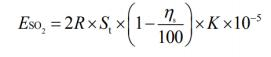 E_{SO_2} = 2R × S_t × (1 − η_s/100) × K × 10^{−5}